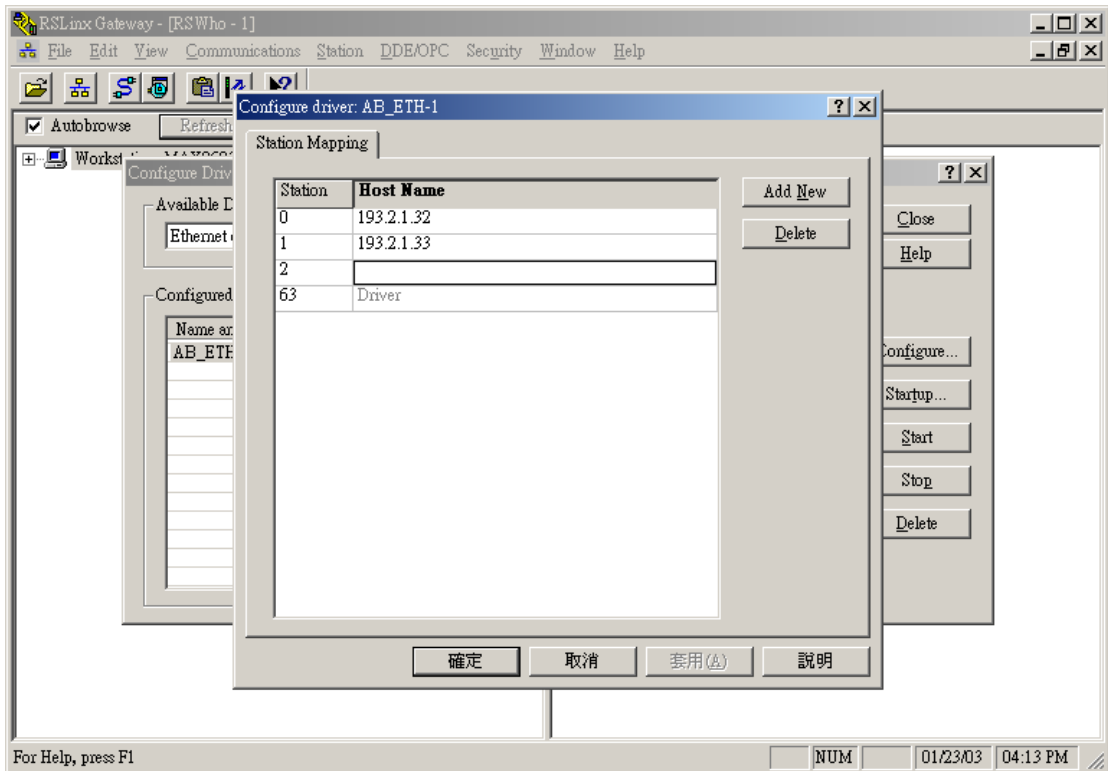 RSLinx Gateway - [RSWho - 1]
File Edit View Communications Station DDE/OPC Security Window Help
Autobrowse Refresh
Configure driver: AB_ETH-1
Station Mapping
Station Host Name
0 193.2.1.32
1 193.2.1.33
2
63 Driver
Add New
Delete
確定 取消 套用(A) 說明
Configure Driv
Available D
Ethernet
Configured
Name an
AB_ETH
Close
Help
Configure...
Startup...
Start
Stop
Delete
For Help, press F1 NUM 01/23/03 04:13 PM